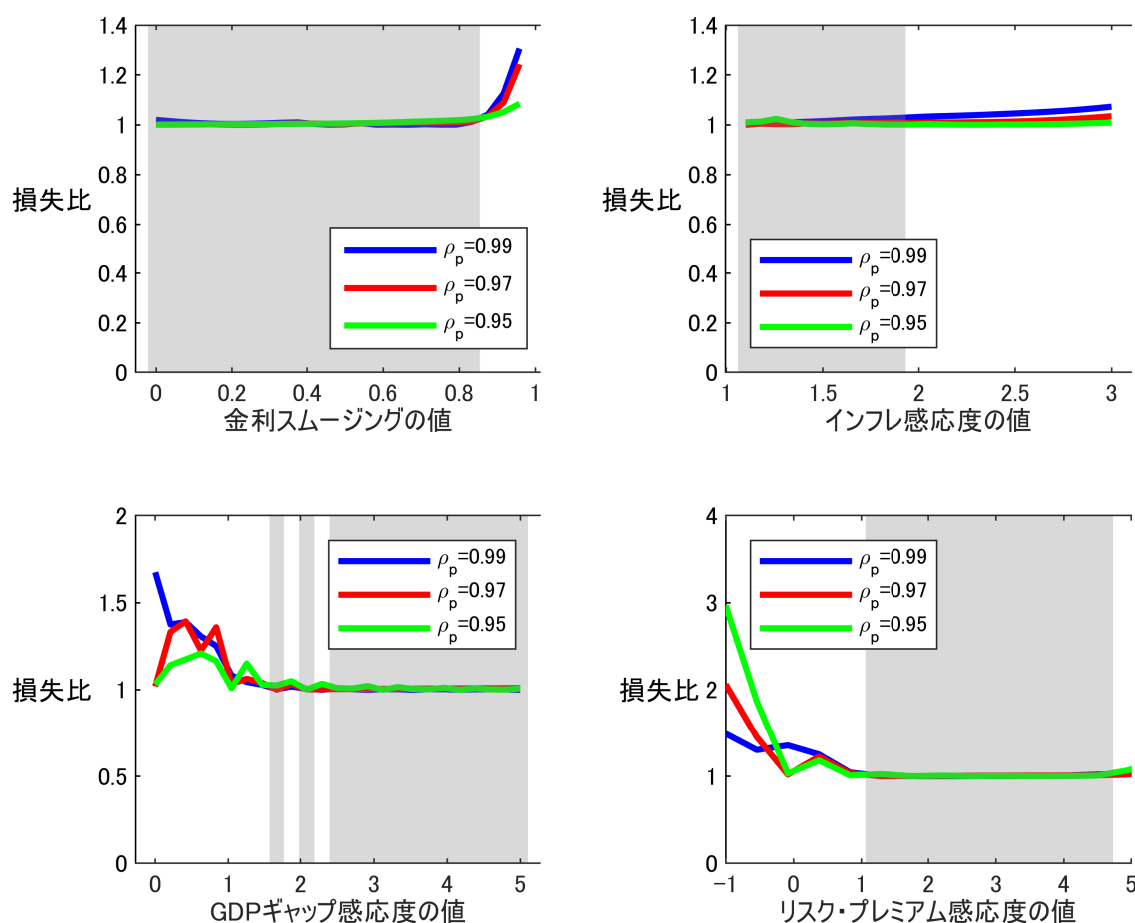 1.4
1.2
1
0.8
0.6
0.4
0.2
0
損失比
ρp=0.99
ρp=0.97
ρp=0.95
0 0.2 0.4 0.6 0.8 1
金利スムージングの値
1.4
1.2
1
0.8
0.6
0.4
0.2
0
損失比
ρp=0.99
ρp=0.97
ρp=0.95
1 1.5 2 2.5 3
インフレ感応度の値
2
1.5
1
0.5
0
損失比
ρp=0.99
ρp=0.97
ρp=0.95
0 1 2 3 4 5
GDPギャップ感応度の値
4
3
2
1
0
損失比
ρp=0.99
ρp=0.97
ρp=0.95
-1 0 1 2 3 4 5
リスク・プレミアム感応度の値